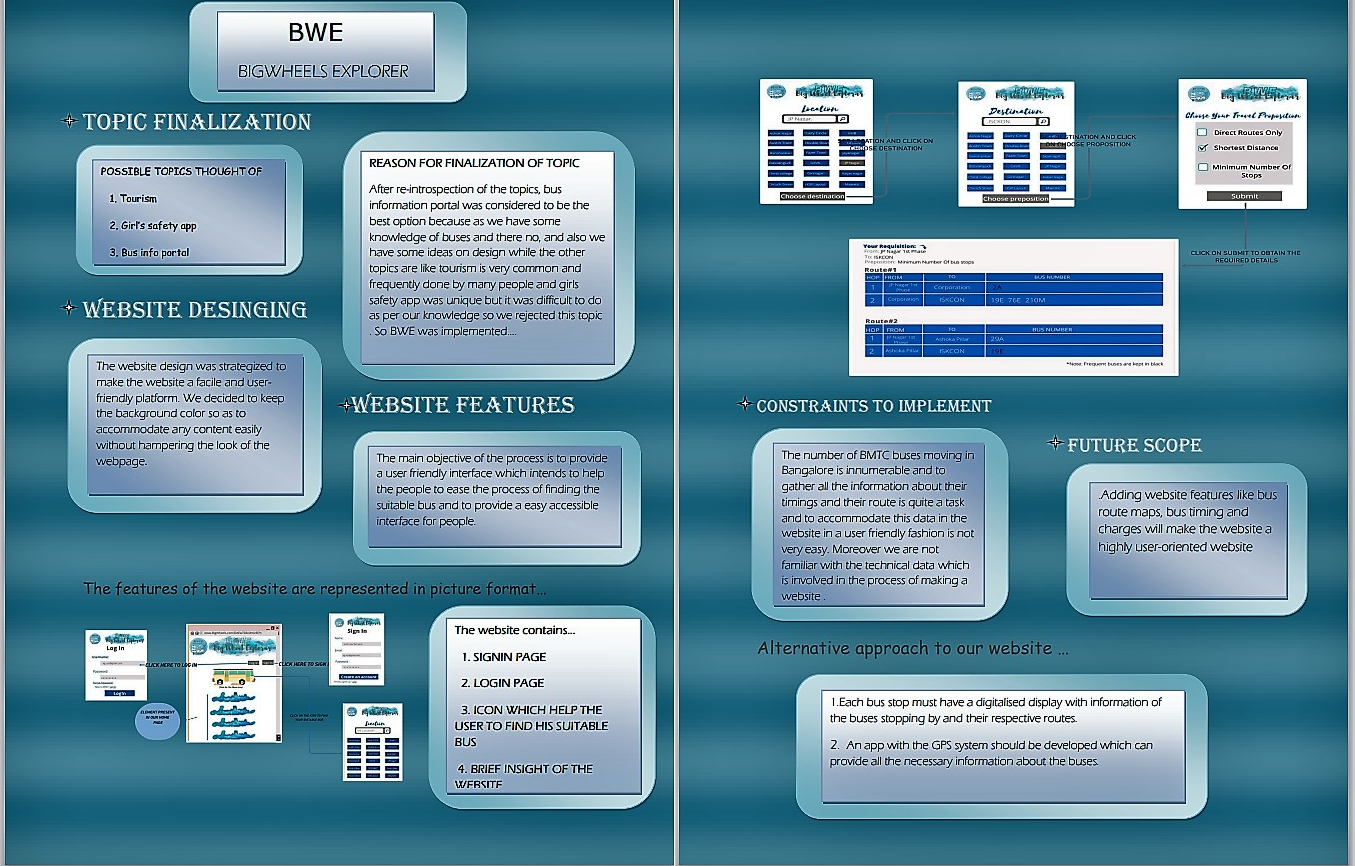 BWE
BIGWHEELS EXPLORER
TOPIC FINALIZATION
POSSIBLE TOPICS THOUGHT OF
1. Tourism
2. Girl's safety app
3. Bus info portal
REASON FOR FINALIZATION OF TOPIC
After re-introspection of the topics, bus
information portal was considered to be the
best option because as we have some
knowledge of buses and there no, and also we
have some ideas on design while the other
topics are like tourism is very common and
frequently done by many people and girls
safety app was unique but it was difficult to do
as per our knowledge so we rejected this topic
. So BWE was implemented....
WEBSITE DESINGING
The website design was strategized to
make the website a facile and user-
friendly platform. We decided to keep
the background color so as to
accommodate any content easily
without hampering the look of the
webpage.
WEBSITE FEATURES
The main objective of the process is to provide
a user friendly interface which intends to help
the people to ease the process of finding the
suitable bus and to provide a easy accessible
interface for people.
The features of the website are represented in picture format...
Log In
Login
CLICK HERE TO LOG IN
CLICK HERE TO SIGN
Sign In
Create an account
ELEMENT PRESENT
IN OUR HOME
PAGE
Location
The website contains...
1. SIGNIN PAGE
2. LOGIN PAGE
3. ICON WHICH HELP THE
USER TO FIND HIS SUITABLE
BUS
4. BRIEF INSIGHT OF THE
WEBSITE
Location
JP Nagar
Choose destination
LOCATION AND CLICK ON
CHOOSE DESTINATION
Destination
ISCKON
Choose preposition
DESTINATION AND CLICK
ON CHOOSE PROPOSITION
Choose Your Travel Preposition
Direct Routes Only
Shortest Distance
Minimum Number Of
Stops
Submit
CLICK ON SUBMIT TO OBTAIN THE
REQUIRED DETAILS
Your Requisition:
From: JP Nagar 1st Phase
To: ISKCON
Preposition: Minimum Number Of bus stops
Route#1
HOP FROM TO BUS NUMBER
1 JP Nagar 1st Phase Corporation 2A
2 Corporation ISKCON 19E 76E 210M
Route#2
HOP FROM TO BUS NUMBER
1 JP Nagar 1st Phase Ashoka Pillar 29A
2 Ashoka Pillar ISKCON
*Note: Frequent buses are kept in black
CONSTRAINTS TO IMPLEMENT
The number of BMTC buses moving in
Bangalore is innumerable and to
gather all the information about their
timings and their route is quite a task
and to accommodate this data in the
website in a user friendly fashion is not
very easy. Moreover we are not
familiar with the technical data which
is involved in the process of making a
website .
FUTURE SCOPE
.Adding website features like bus
route maps, bus timing and
charges will make the website a
highly user-oriented website
Alternative approach to our website ...
1.Each bus stop must have a digitalised display with information of
the buses stopping by and their respective routes.
2. An app with the GPS system should be developed which can
provide all the necessary information about the buses.